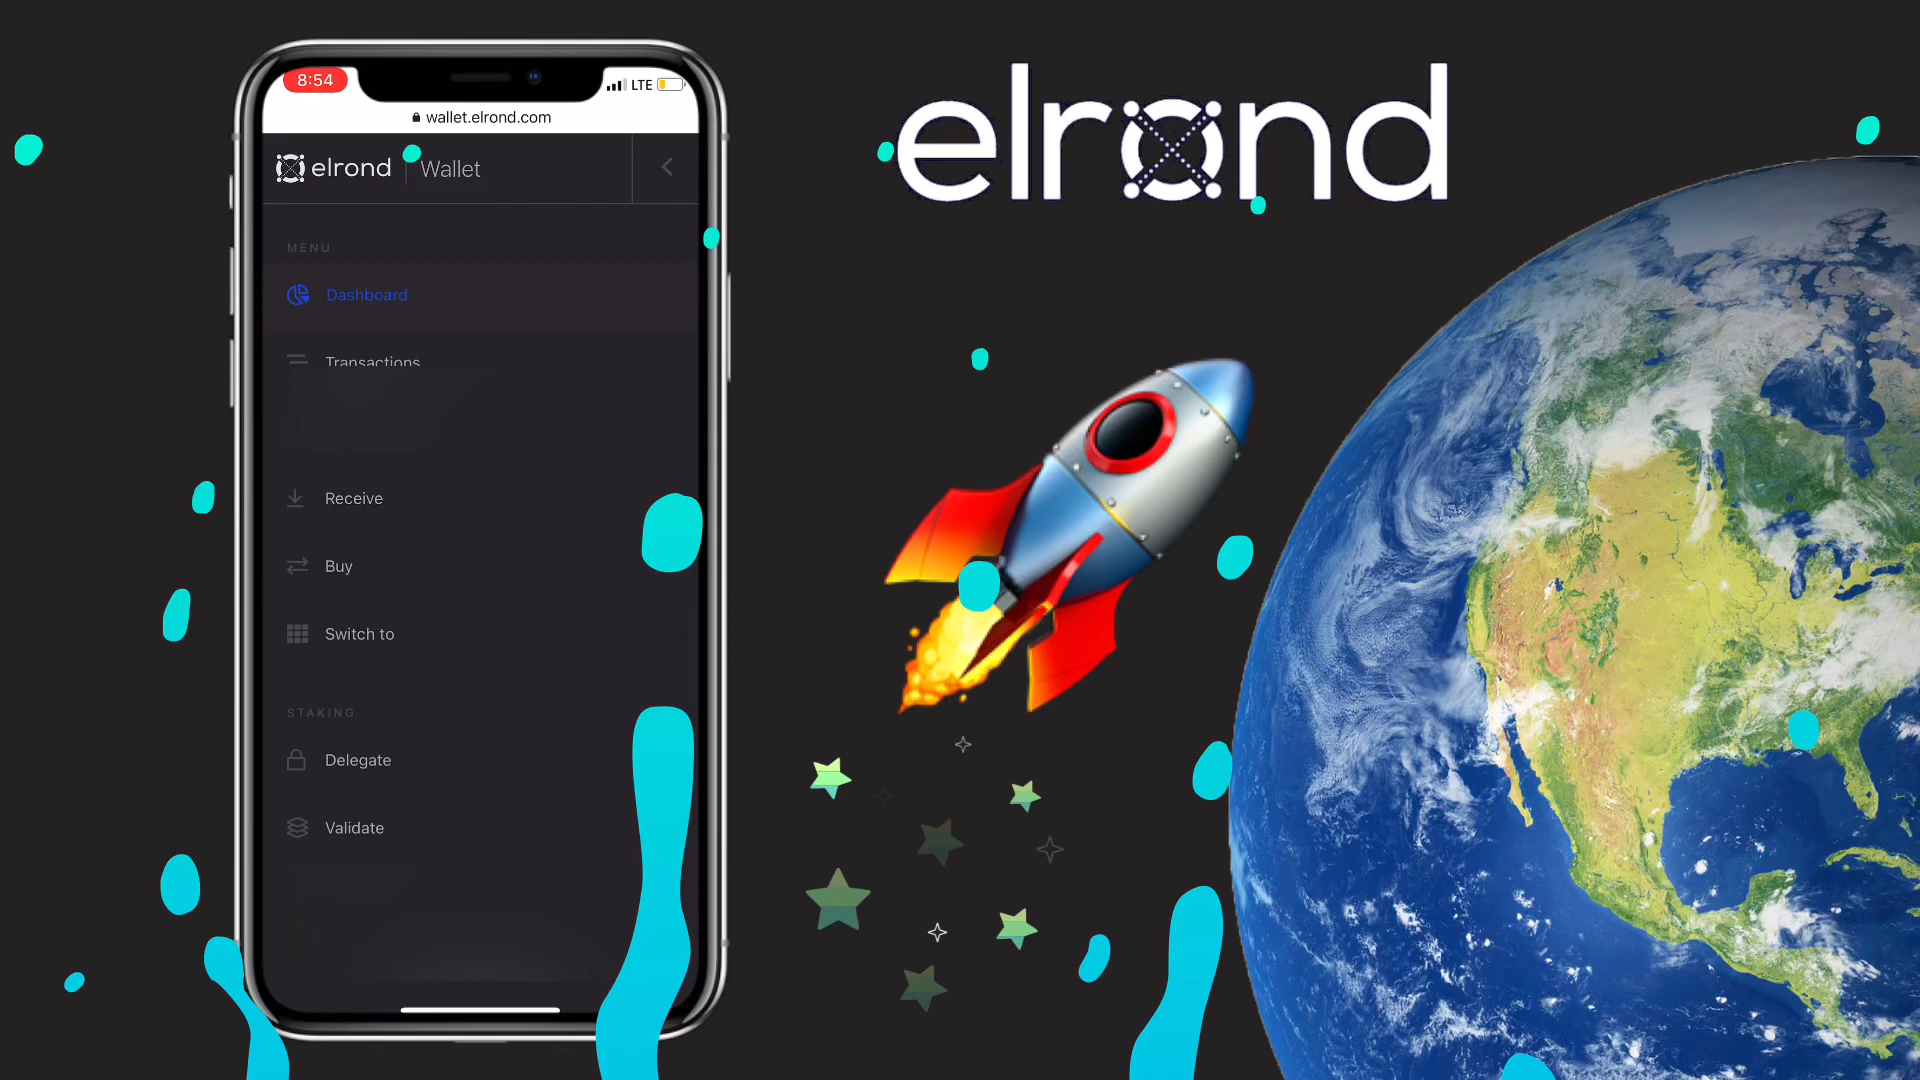 8:54
LTE
wallet.elrond.com
elrond
Wallet
MENU
Dashboard
Transactions
Receive
Buy
Switch to
STAKING
Delegate
Validate
elrond